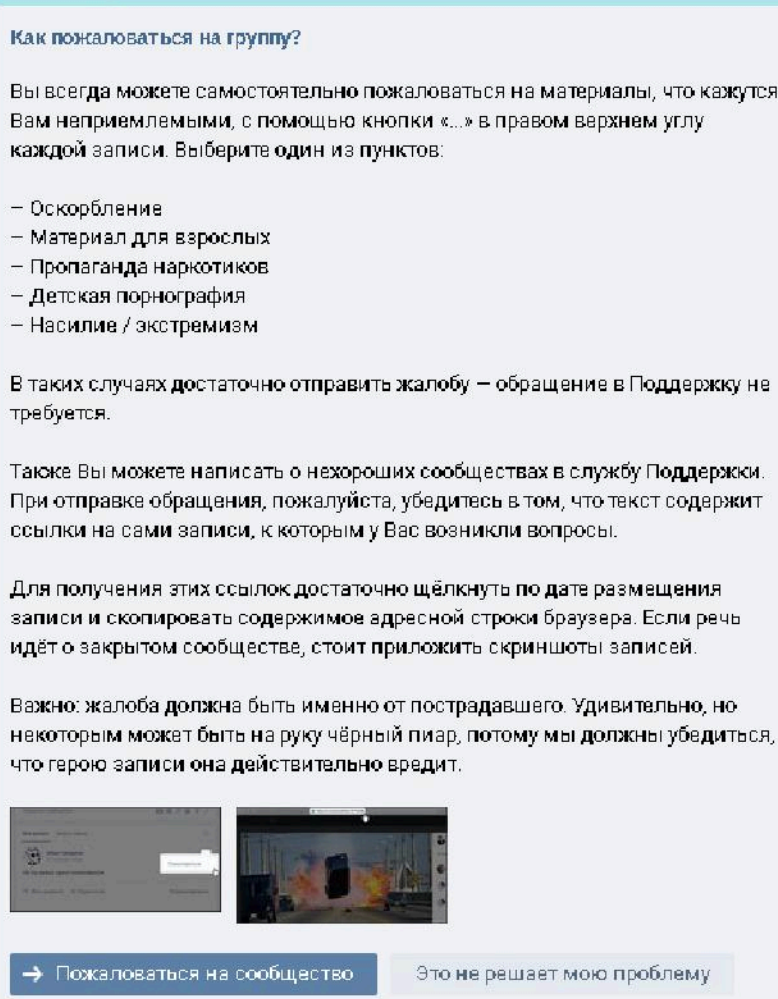 Как пожаловаться на группу?
Вы всегда можете самостоятельно пожаловаться на материалы, что кажутся
Вам неприемлемыми, с помощью кнопки «...» в правом верхнем углу
каждой записи. Выберите один из пунктов:
– Оскорбление
– Материал для взрослых
– Пропаганда наркотиков
– Детская порнография
– Насилие / экстремизм
В таких случаях достаточно отправить жалобу – обращение в Поддержку не
требуется.
Также Вы можете написать о нехороших сообществах в службу Поддержки.
При отправке обращения, пожалуйста, убедитесь в том, что текст содержит
ссылки на сами записи, к которым у Вас возникли вопросы.
Для получения этих ссылок достаточно щёлкнуть по дате размещения
записи и скопировать содержимое адресной строки браузера. Если речь
идёт о закрытом сообществе, стоит приложить скриншоты записей.
Важно: жалоба должна быть именно от пострадавшего. Удивительно, но
некоторым может быть на руку чёрный пиар, потому мы должны убедиться,
что герою записи она действительно вредит.
→ Пожаловаться на сообщество
Это не решает мою проблему